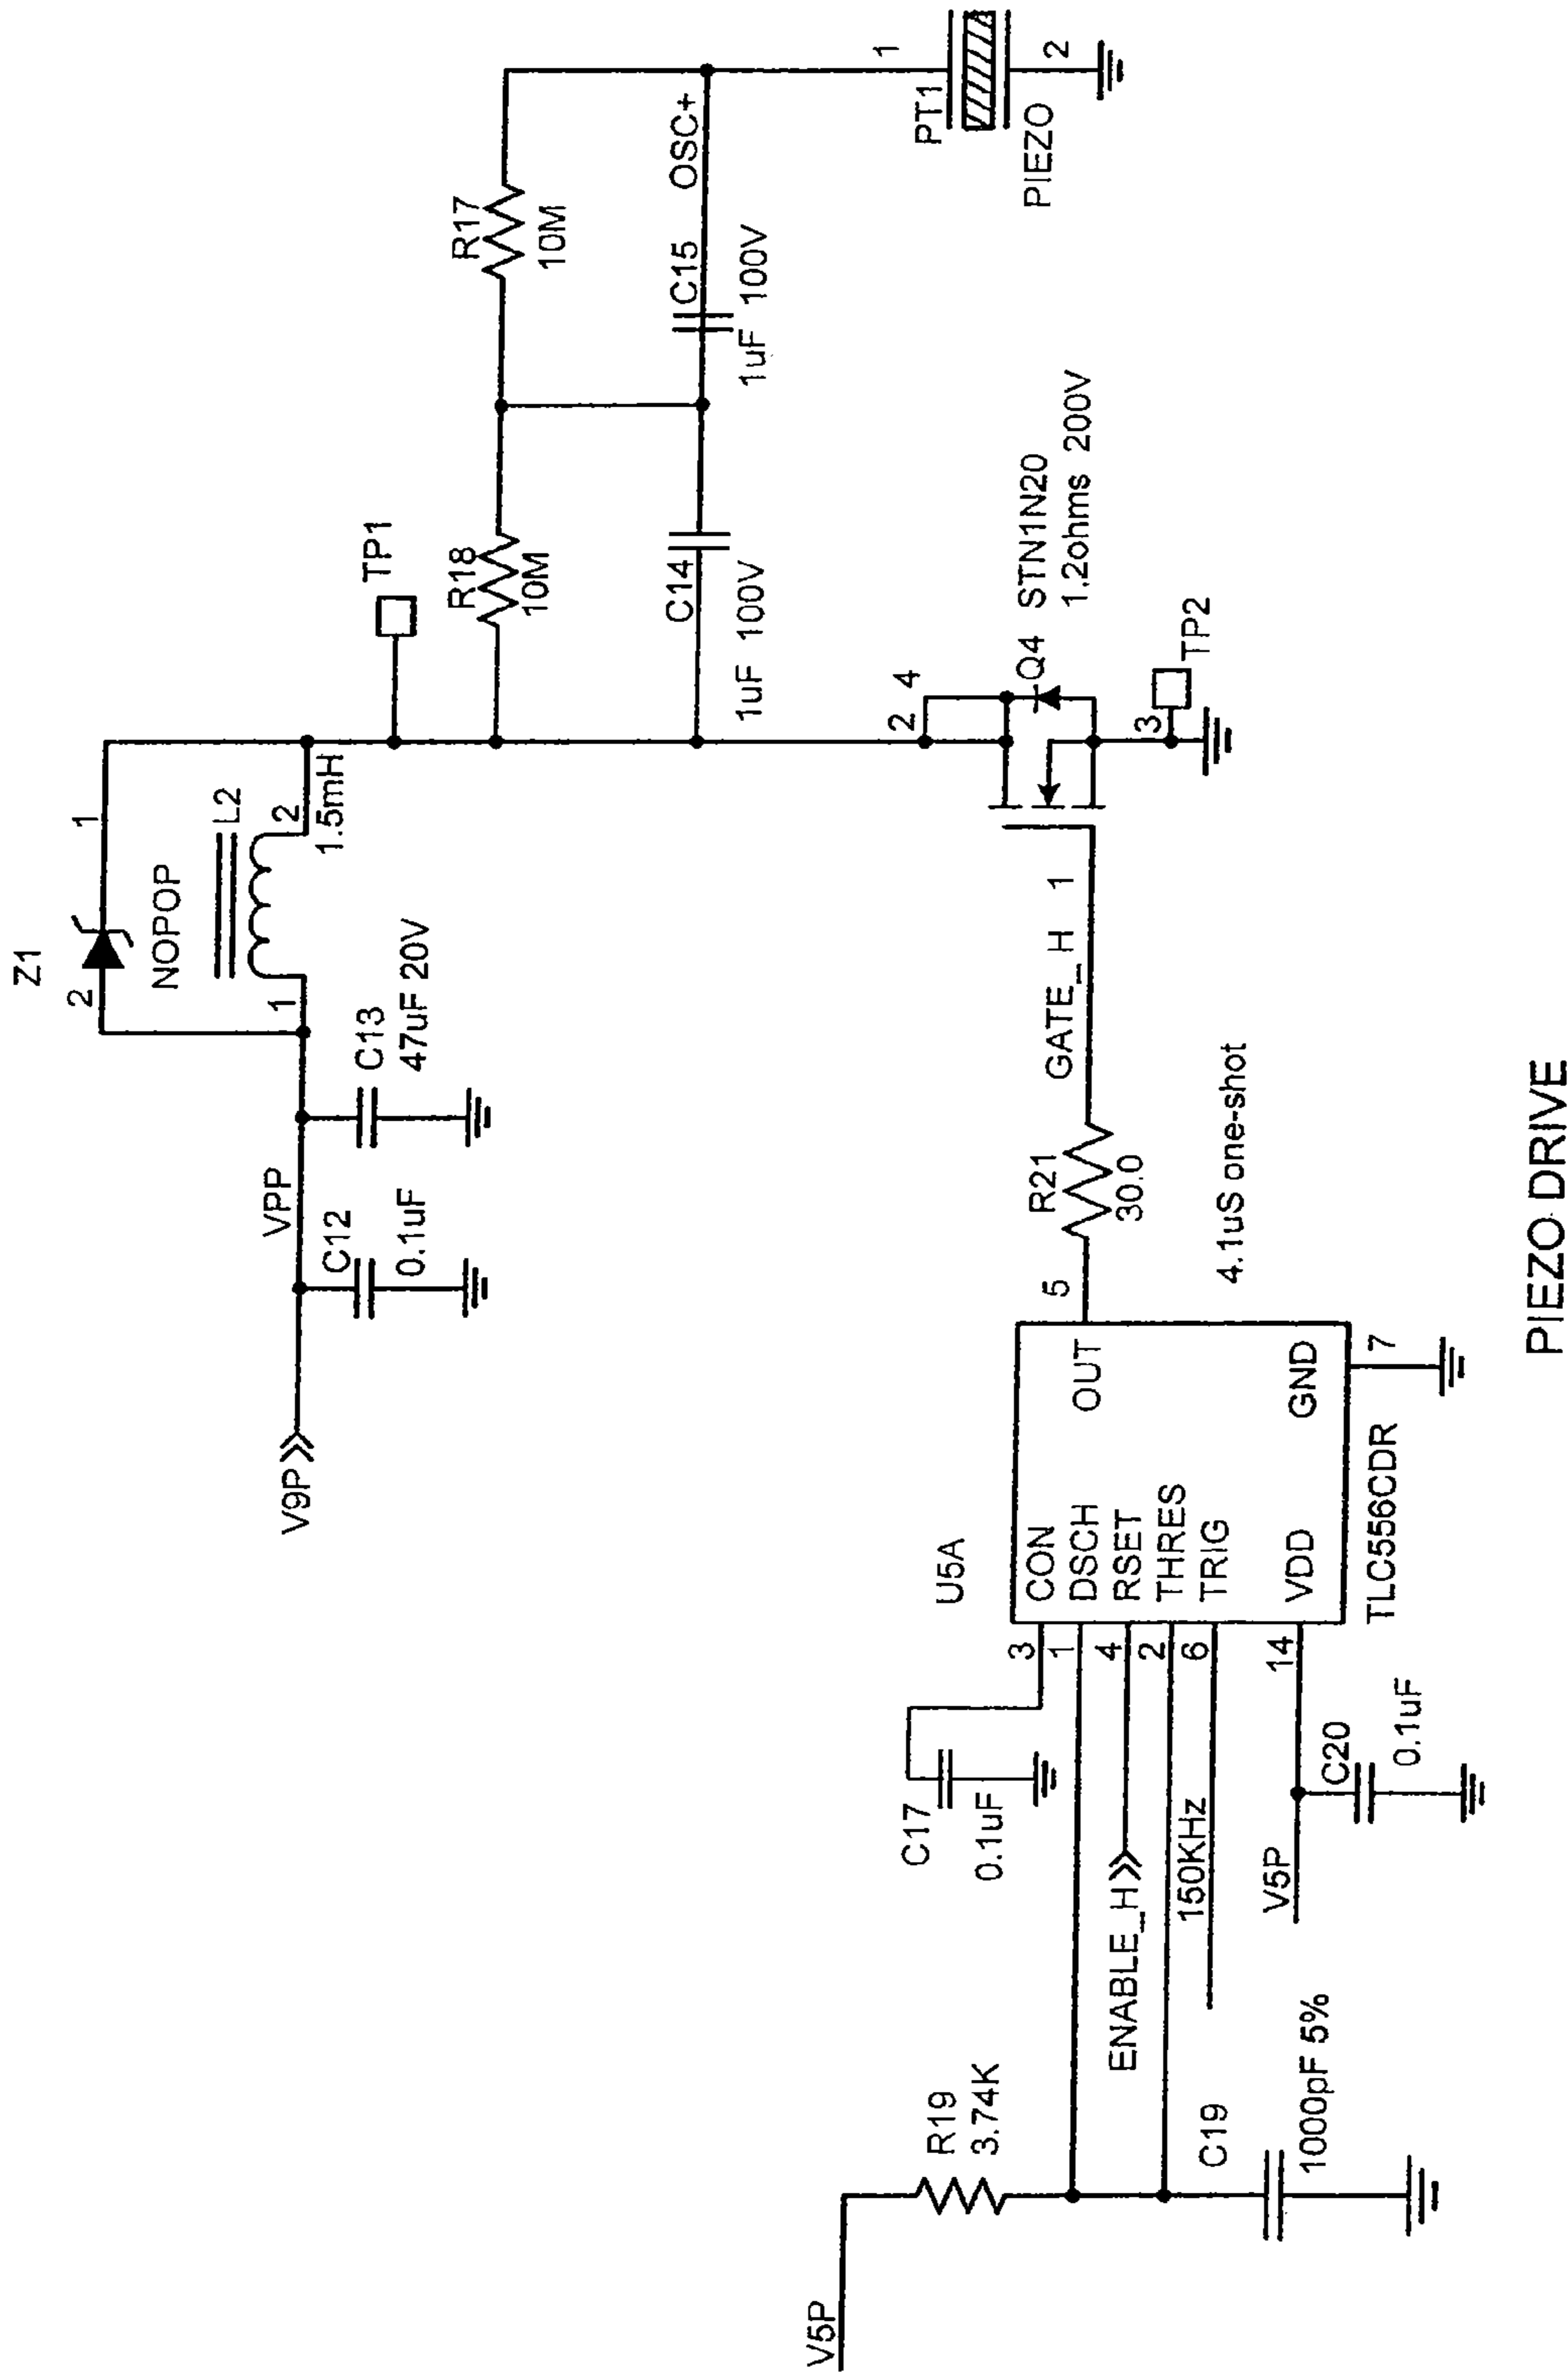 Z1
2
1
NOPOP
L2
1
2
1.5mH
V9P
VPP
C12
0.1uF
C13
47uF 20V
TP1
R18
10M
R17
10M
C14
1uF 100V
C15
1uF 100V
OSC+
PT1
1
PIEZO
2
2
4
Q4
STN1N20
1.2ohms 200V
3
TP2
GATE_H
1
R21
30.0
5
4.1uS one-shot
U5A
CON
DSCH
RSET
THRES
TRIG
VDD
OUT
GND
7
TLC556CDR
3
1
4
2
6
14
C17
0.1uF
ENABLE_H
150KHz
V5P
C20
0.1uF
V5P
R19
3.74K
C19
1000pF 5%
PIEZO DRIVE